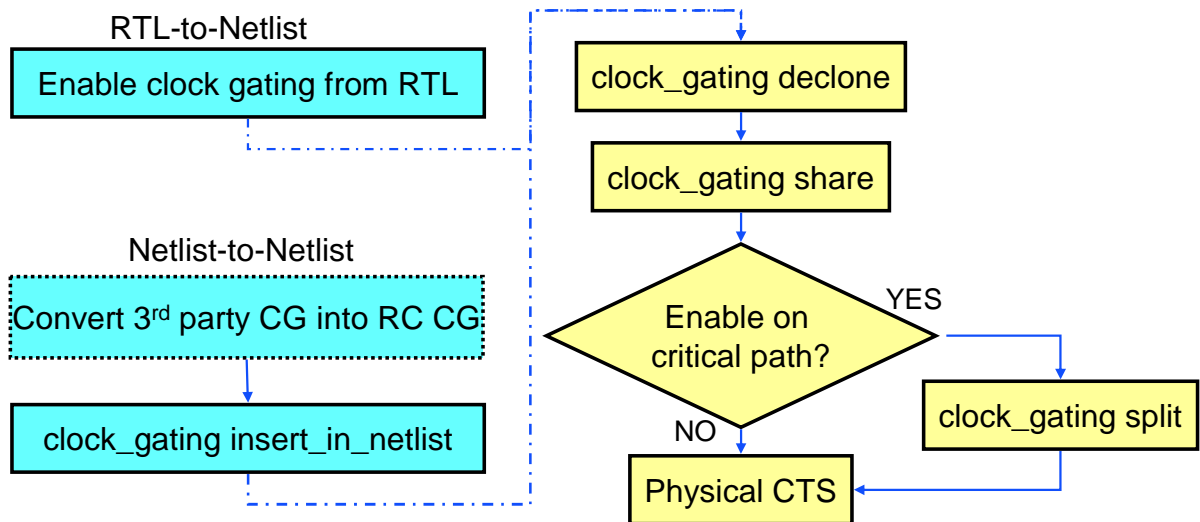 RTL-to-Netlist
Enable clock gating from RTL
Netlist-to-Netlist
Convert 3rd party CG into RC CG
clock_gating insert_in_netlist
clock_gating declone
clock_gating share
Enable on
critical path?
YES
NO
clock_gating split
Physical CTS